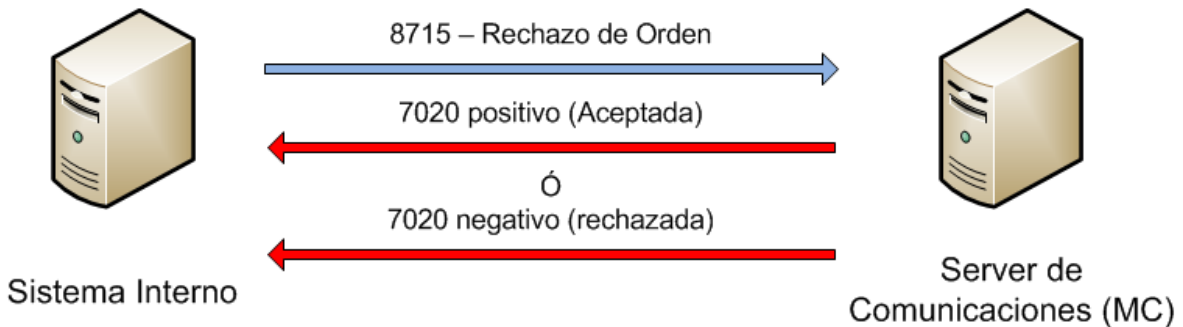 8715 – Rechazo de Orden
7020 positivo (Aceptada)
Ó
7020 negativo (rechazada)
Sistema Interno
Server de
Comunicaciones (MC)